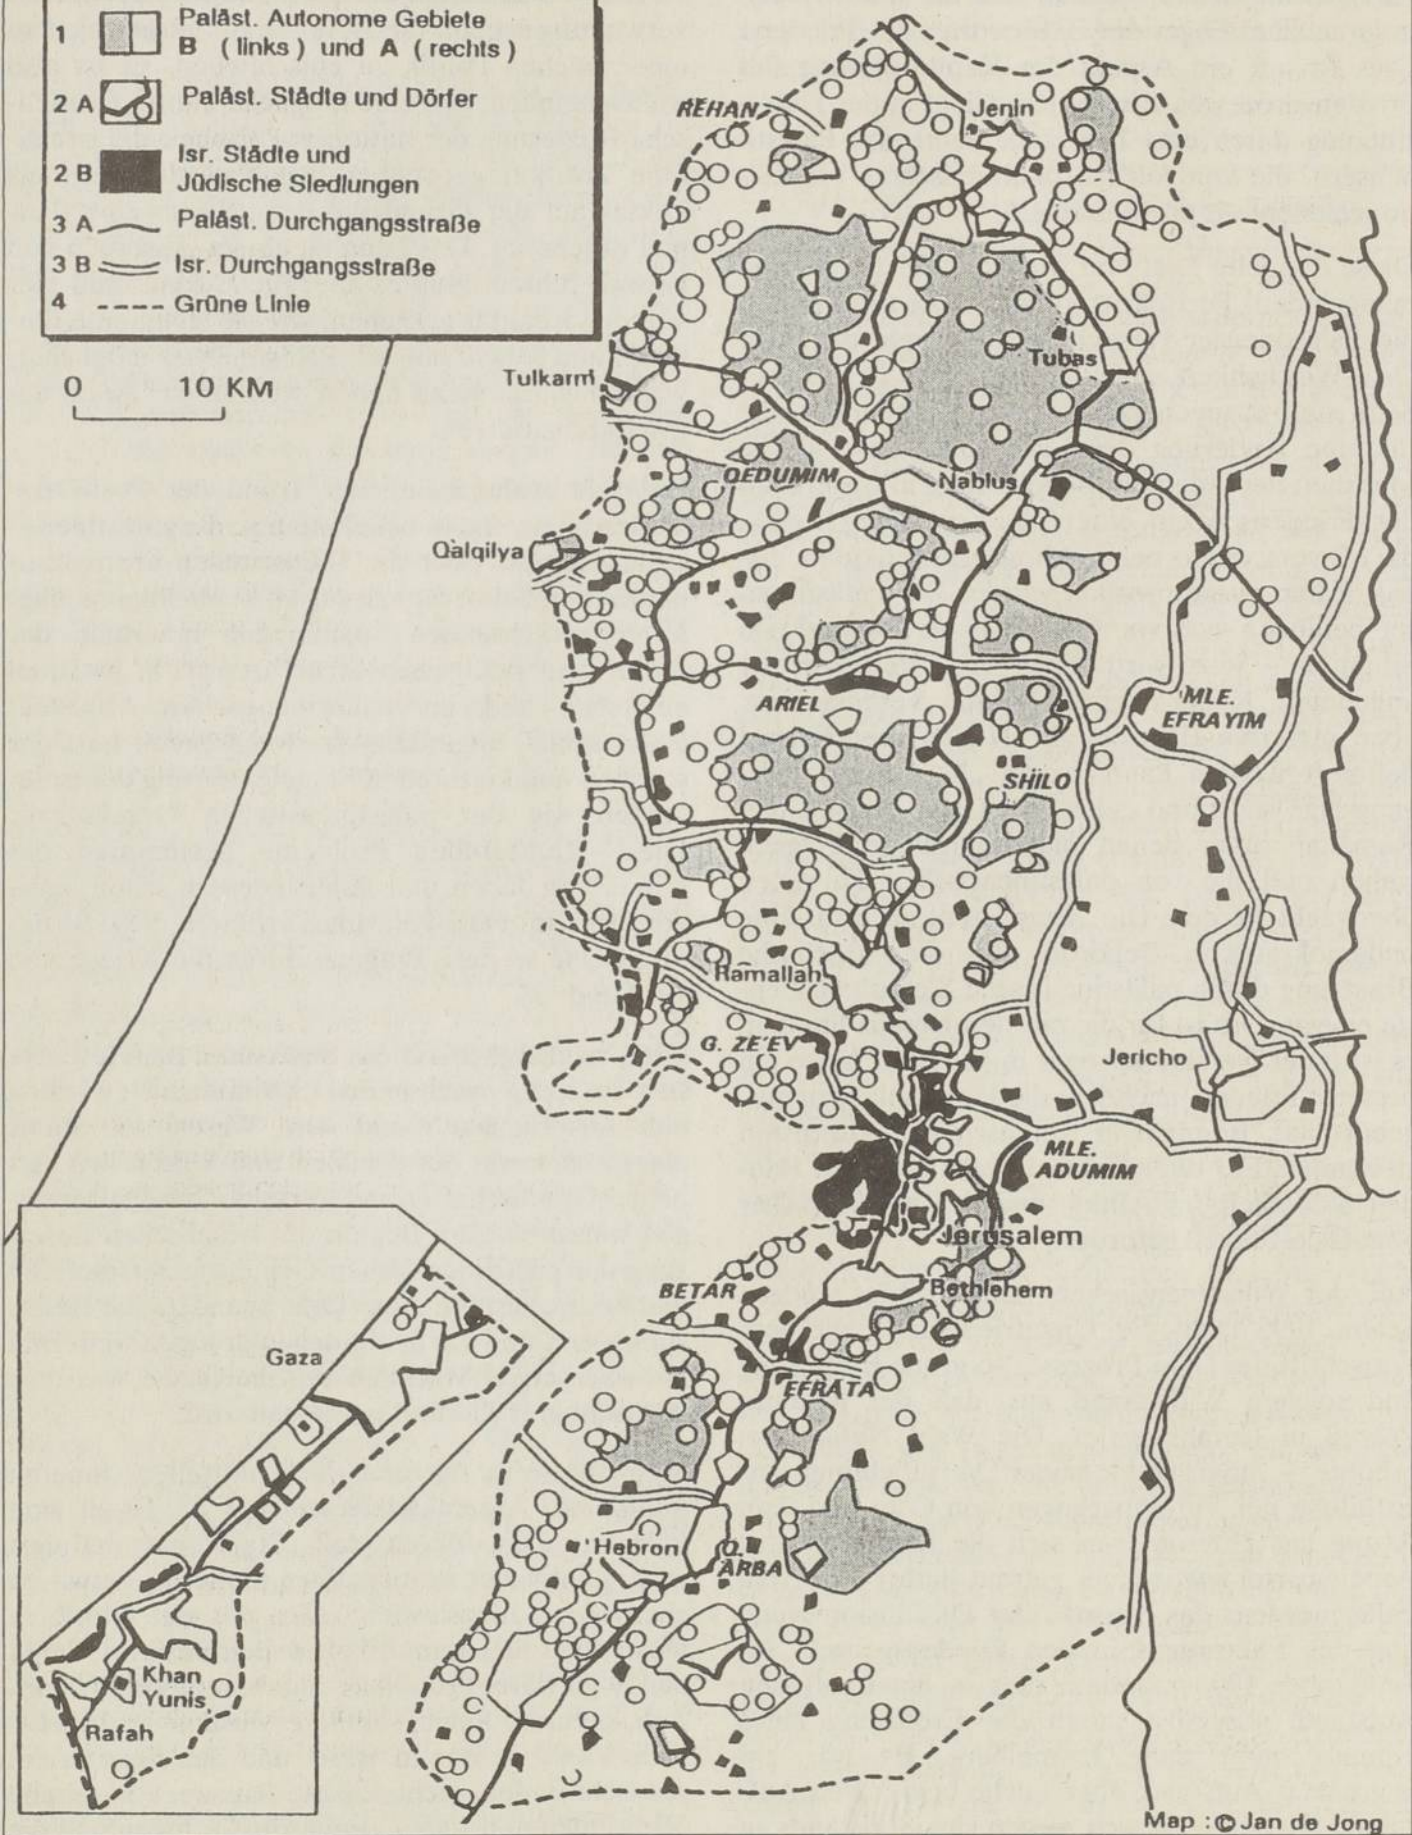 1 Paläst. Autonome Gebiete
B ( links ) und A ( rechts )
2 A Paläst. Städte und Dörfer
2 B Isr. Städte und
Jüdische Siedlungen
3 A Paläst. Durchgangsstraße
3 B Isr. Durchgangsstraße
4 Grüne Linie
0 10 KM
REHAN
Jenin
Tulkarm
Tubas
QEDUMIM
Nablus
Qalqilya
ARIEL
MLE.
EFRAYIM
SHILO
Ramallah
G. ZE'EV
Jericho
MLE.
ADUMIM
Jerusalem
BETAR
Bethlehem
Gaza
EFRATA
Hebron
Q.
ARBA
Khan
Yunis
Rafah
Map : © Jan de Jong